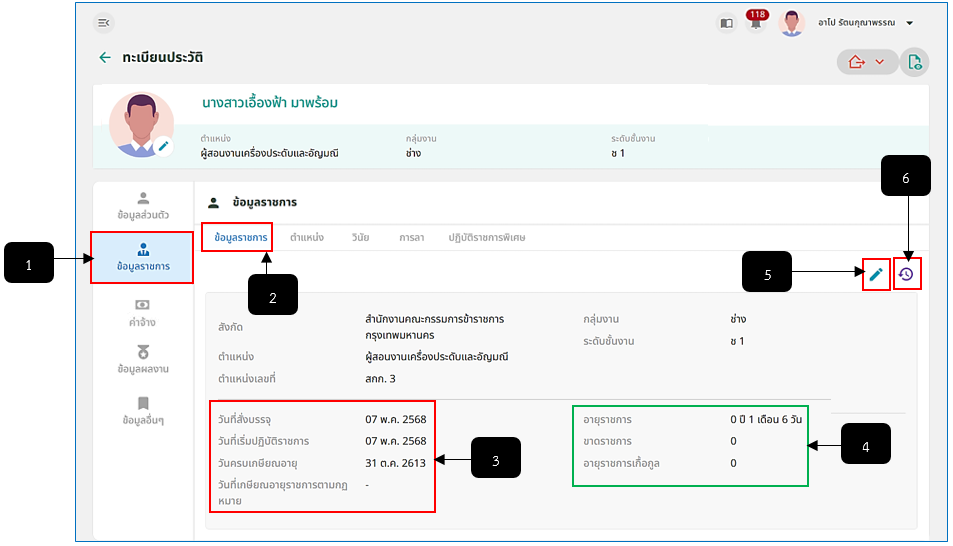 118
อาโป รัตนกุณาพรรณ
ทะเบียนประวัติ
นางสาวเอื้องฟ้า มาพร้อม
ตำแหน่ง กลุ่มงาน ระดับชั้นงาน
ผู้สอนงานเครื่องประดับและอัญมณี ช่าง ช 1
6
ข้อมูลส่วนตัว
ข้อมูลราชการ
1
ข้อมูลราชการ
ค่าจ้าง
ข้อมูลผลงาน
ข้อมูลอื่นๆ
ข้อมูลราชการ ตำแหน่ง วินัย การลา ปฏิบัติราชการพิเศษ
2
5
สังกัด
สำนักงานคณะกรรมการข้าราชการ
กรุงเทพมหานคร
กลุ่มงาน ช่าง
ระดับชั้นงาน ช 1
ตำแหน่ง ผู้สอนงานเครื่องประดับและอัญมณี
ตำแหน่งเลขที่ สกก. 3
วันที่สั่งบรรจุ 07 พ.ค. 2568
วันที่เริ่มปฏิบัติราชการ 07 พ.ค. 2568
วันครบเกษียณอายุ 31 ต.ค. 2613
วันที่เกษียณอายุราชการตามกฎ
หมาย
-
3
อายุราชการ 0 ปี 1 เดือน 6 วัน
ขาดราชการ 0
อายุราชการเกื้อกูล 0
4